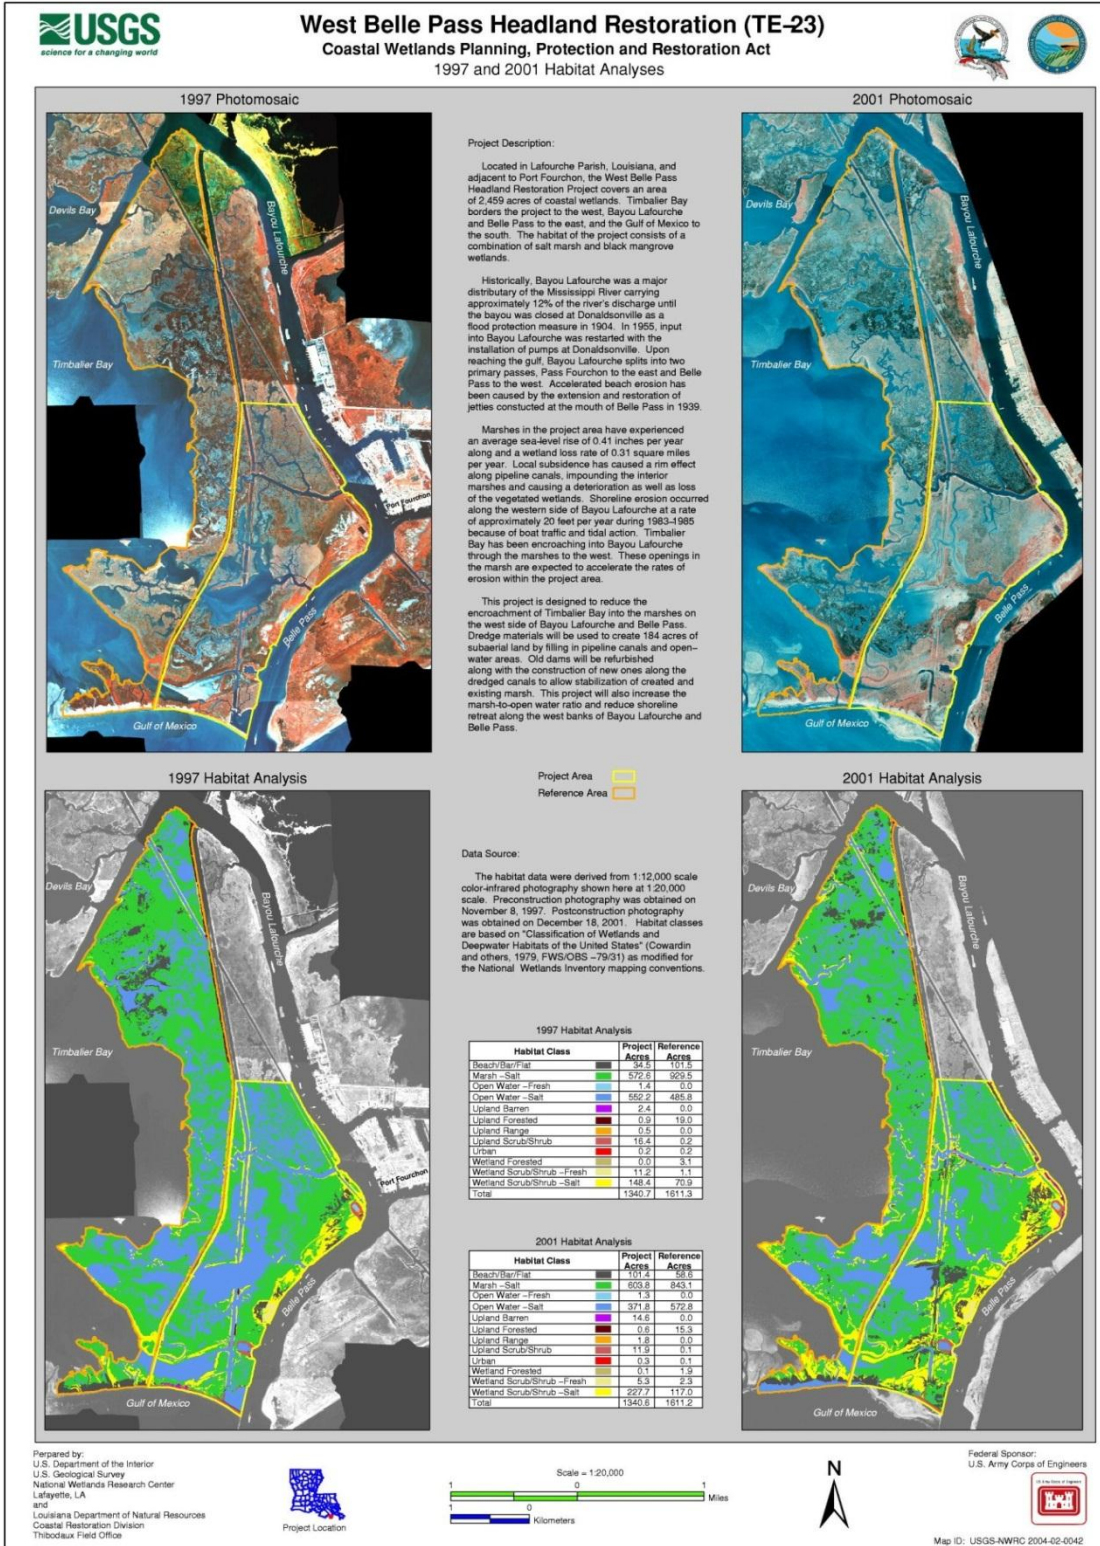 USGS
science for a changing world
West Belle Pass Headland Restoration (TE-23)
Coastal Wetlands Planning, Protection and Restoration Act
1997 and 2001 Habitat Analyses
1997 Photomosaic
Devils Bay
Bayou Lafourche
Timbalier Bay
Port Fourchon
Belle Pass
Gulf of Mexico
Project Description:
Located in Lafourche Parish, Louisiana, and
adjacent to Port Fourchon, the West Belle Pass
Headland Restoration Project covers an area
of 2,459 acres of coastal wetlands. Timbalier Bay
borders the project to the west, Bayou Lafourche
and Belle Pass to the east, and the Gulf of Mexico to
the south. The habitat of the project consists of a
combination of salt marsh and black mangrove
wetlands.
Historically, Bayou Lafourche was a major
distributary of the Mississippi River carrying
approximately 12% of the river's discharge until
the bayou was closed at Donaldsonville as a
flood protection measure in 1904. In 1955, input
into Bayou Lafourche was restarted with the
installation of pumps at Donaldsonville. Upon
reaching the gulf, Bayou Lafourche splits into two
primary passes, Pass Fourchon to the east and Belle
Pass to the west. Accelerated beach erosion has
been caused by the extension and restoration of
jetties constucted at the mouth of Belle Pass in 1939.
Marshes in the project area have experienced
an average sea-level rise of 0.41 inches per year
along and a wetland loss rate of 0.31 square miles
per year. Local subsidence has caused a rim effect
along pipeline canals, impounding the interior
marshes and causing a deterioration as well as loss
of the vegetated wetlands. Shoreline erosion occurred
along the western side of Bayou Lafourche at a rate
of approximately 20 feet per year during 1983-1985
because of boat traffic and tidal action. Timbalier
Bay has been encroaching into Bayou Lafourche
through the marshes to the west. These openings in
the marsh are expected to accelerate the rates of
erosion within the project area.
This project is designed to reduce the
encroachment of Timbalier Bay into the marshes on
the west side of Bayou Lafourche and Belle Pass.
Dredge materials will be used to create 184 acres of
subaerial land by filling in pipeline canals and open-
water areas. Old dams will be refurbished
along with the construction of new ones along the
dredged canals to allow stabilization of created and
existing marsh. This project will also increase the
marsh-to-open water ratio and reduce shoreline
retreat along the west banks of Bayou Lafourche and
Belle Pass.
2001 Photomosaic
Devils Bay
Bayou Lafourche
Timbalier Bay
Belle Pass
Gulf of Mexico
Project Area
Reference Area
1997 Habitat Analysis
Devils Bay
Bayou Lafourche
Timbalier Bay
Port Fourchon
Belle Pass
Gulf of Mexico
Data Source:
The habitat data were derived from 1:12,000 scale
color-infrared photography shown here at 1:20,000
scale. Preconstruction photography was obtained on
November 8, 1997. Postconstruction photography
was obtained on December 18, 2001. Habitat classes
are based on "Classification of Wetlands and
Deepwater Habitats of the United States" (Cowardin
and others, 1979, FWS/OBS -79/31) as modified for
the National Wetlands Inventory mapping conventions.
1997 Habitat Analysis
Habitat Class Project Acres Reference Acres
Beach/Bar/Flat 34.5 101.5
Marsh -Salt 572.6 929.5
Open Water -Fresh 1.4 0.0
Open Water -Salt 552.2 485.8
Upland Barren 2.4 0.0
Upland Forested 0.9 19.0
Upland Range 0.5 0.0
Upland Scrub/Shrub 16.4 0.2
Urban 0.2 0.2
Wetland Forested 0.0 3.1
Wetland Scrub/Shrub -Fresh 11.2 1.1
Wetland Scrub/Shrub -Salt 148.4 70.9
Total 1340.7 1611.3
2001 Habitat Analysis
Habitat Class Project Acres Reference Acres
Beach/Bar/Flat 101.4 58.6
Marsh -Salt 603.8 843.1
Open Water -Fresh 1.3 0.0
Open Water -Salt 371.8 572.8
Upland Barren 14.6 0.0
Upland Forested 0.6 15.3
Upland Range 1.8 0.0
Upland Scrub/Shrub 11.9 0.1
Urban 0.3 0.1
Wetland Forested 0.1 1.9
Wetland Scrub/Shrub -Fresh 5.3 2.3
Wetland Scrub/Shrub -Salt 227.7 117.0
Total 1340.6 1611.2
2001 Habitat Analysis
Devils Bay
Bayou Lafourche
Timbalier Bay
Belle Pass
Gulf of Mexico
Perpared by:
U.S. Department of the Interior
U.S. Geological Survey
National Wetlands Research Center
Lafayette, LA
and
Louisiana Department of Natural Resources
Coastal Restoration Division
Thibodaux Field Office
Project Location
Scale = 1:20,000
1 0 1
Miles
1 0
Kilometers
N
Federal Sponsor:
U.S. Army Corps of Engineers
Map ID: USGS-NWRC 2004-02-0042